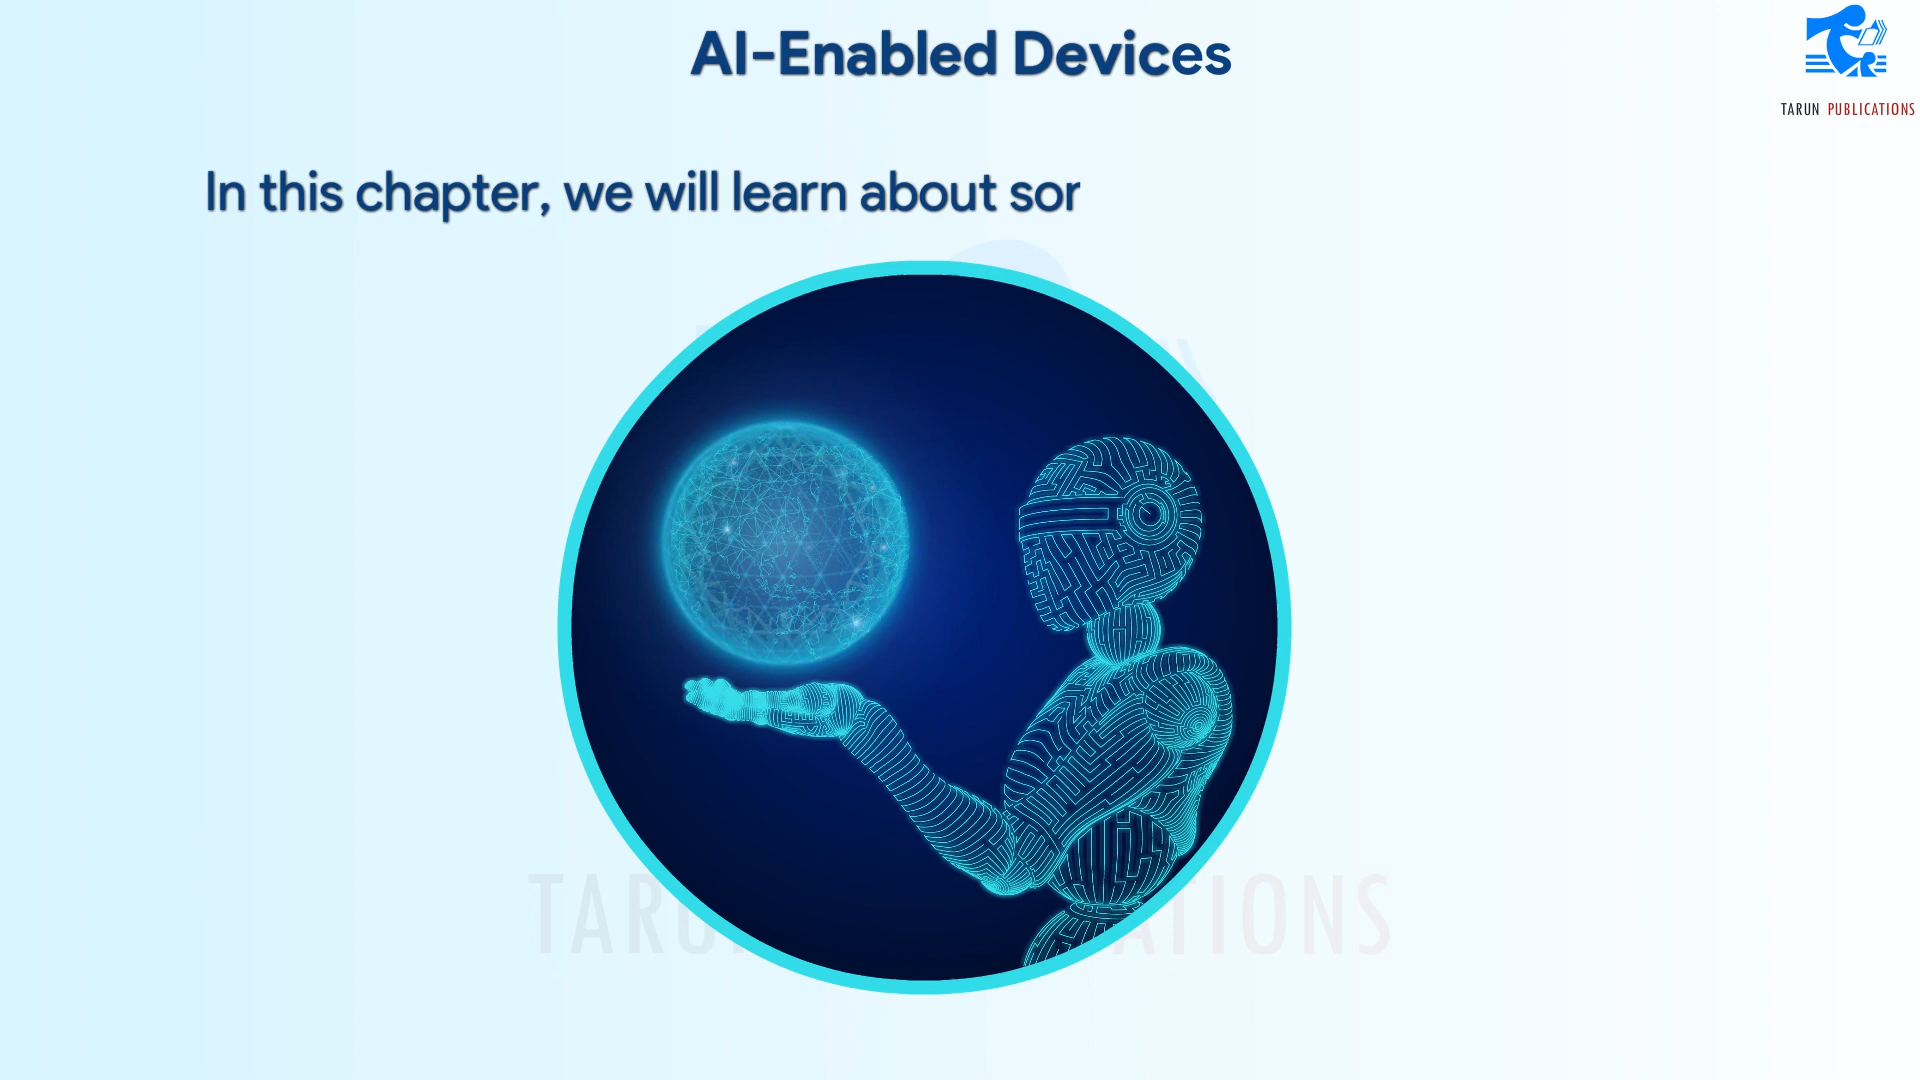 AI-Enabled Devices
TARUN PUBLICATIONS
In this chapter, we will learn about sor